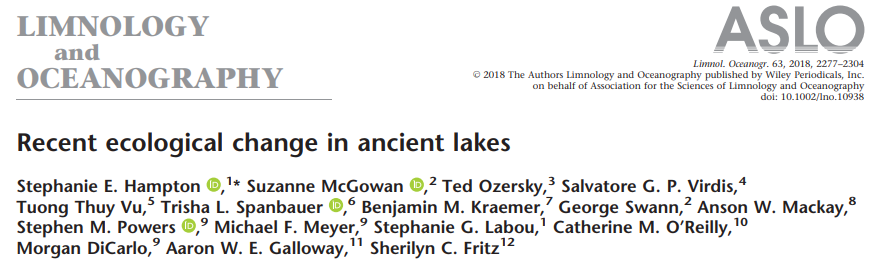 LIMNOLOGY
and
OCEANOGRAPHY
ASLO
Limnol. Oceanogr. 63, 2018, 2277–2304
© 2018 The Authors Limnology and Oceanography published by Wiley Periodicals, Inc.
on behalf of Association for the Sciences of Limnology and Oceanography
doi: 10.1002/lno.10938
Recent ecological change in ancient lakes
Stephanie E. Hampton iD,1* Suzanne McGowan iD,2 Ted Ozersky,3 Salvatore G. P. Virdis,4
Tuong Thuy Vu,5 Trisha L. Spanbauer iD,6 Benjamin M. Kraemer,7 George Swann,2 Anson W. Mackay,8
Stephen M. Powers iD,9 Michael F. Meyer,9 Stephanie G. Labou,1 Catherine M. O'Reilly,10
Morgan DiCarlo,9 Aaron W. E. Galloway,11 Sherilyn C. Fritz12